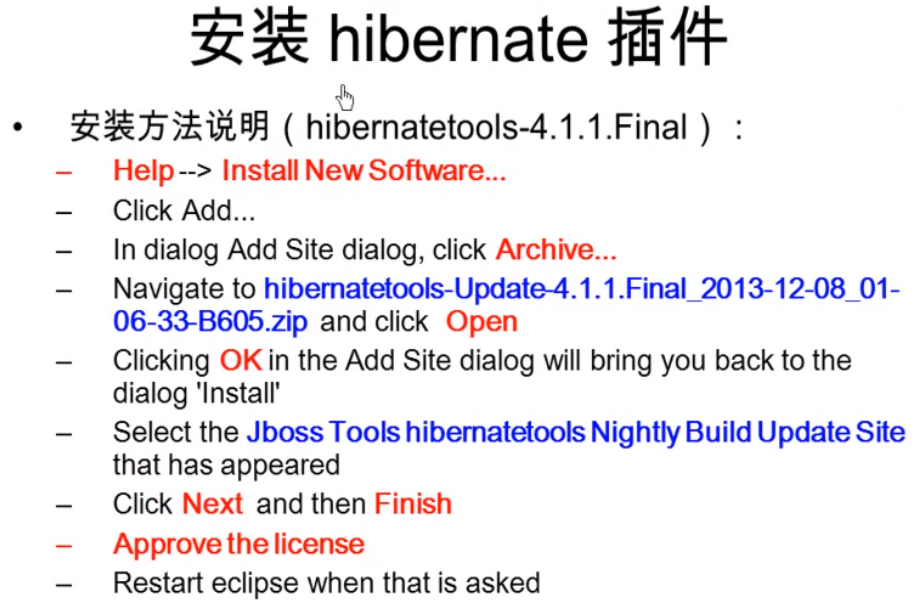 安装 hibernate 插件
• 安装方法说明（hibernatetools-4.1.1.Final）：
– Help --> Install New Software...
– Click Add...
– In dialog Add Site dialog, click Archive...
– Navigate to hibernatetools-Update-4.1.1.Final_2013-12-08_01-
06-33-B605.zip and click Open
– Clicking OK in the Add Site dialog will bring you back to the
dialog 'Install'
– Select the Jboss Tools hibernatetools Nightly Build Update Site
that has appeared
– Click Next and then Finish
– Approve the license
– Restart eclipse when that is asked